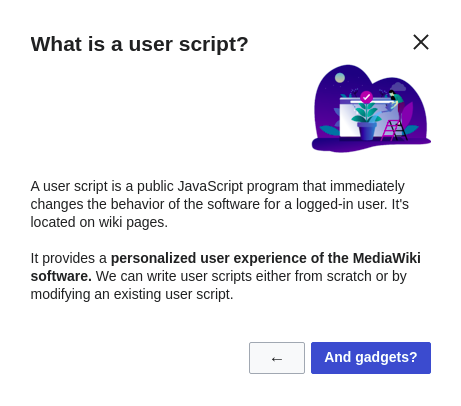 What is a user script?
A user script is a public JavaScript program that immediately
changes the behavior of the software for a logged-in user. It's
located on wiki pages.
It provides a personalized user experience of the MediaWiki
software. We can write user scripts either from scratch or by
modifying an existing user script.
← And gadgets?